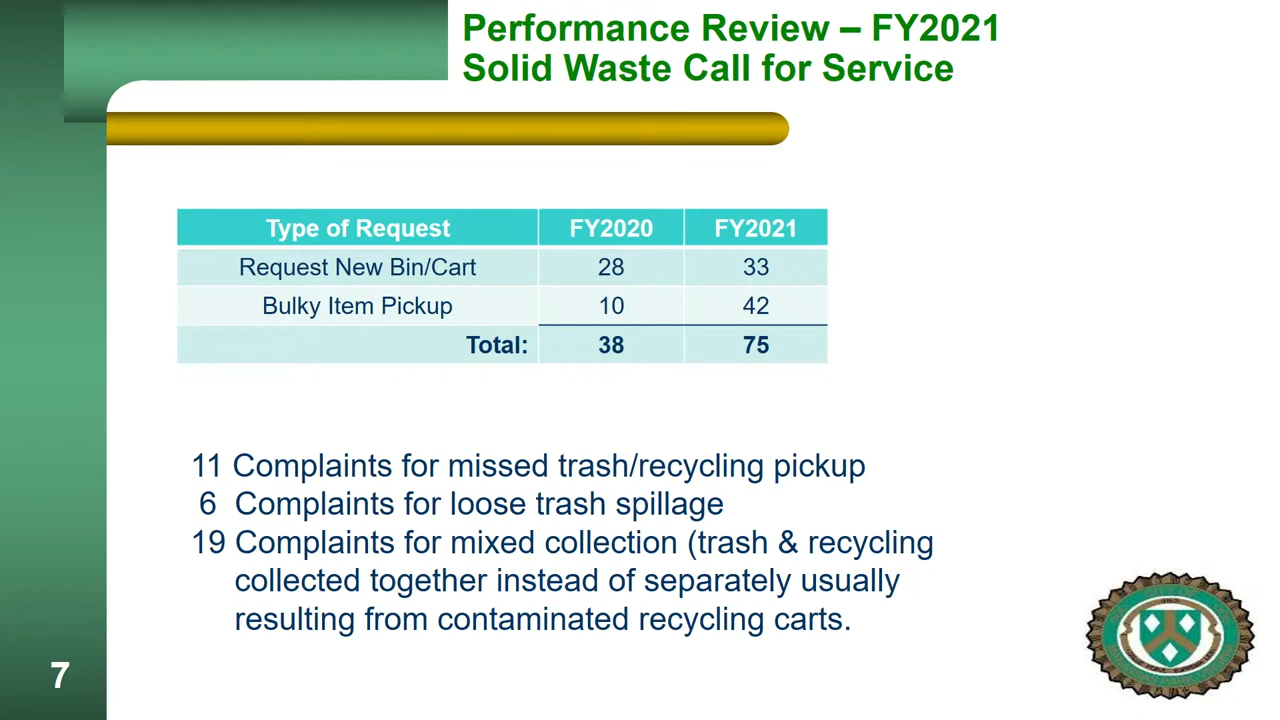 Performance Review – FY2021
Solid Waste Call for Service
Type of Request FY2020 FY2021
Request New Bin/Cart 28 33
Bulky Item Pickup 10 42
Total: 38 75
11 Complaints for missed trash/recycling pickup
6 Complaints for loose trash spillage
19 Complaints for mixed collection (trash & recycling
collected together instead of separately usually
resulting from contaminated recycling carts.
7